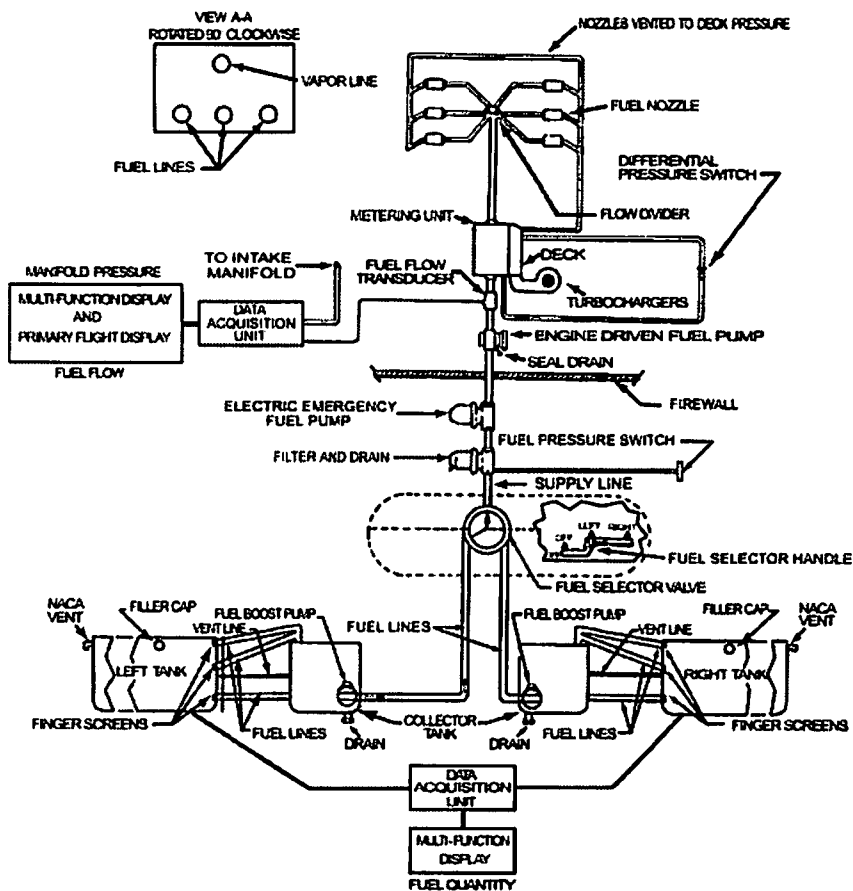 VIEW A-A
ROTATED 90 CLOCKWISE
VAPOR LINE
FUEL LINES
NOZZLES VENTED TO DECK PRESSURE
FUEL NOZZLE
DIFFERENTIAL
PRESSURE SWITCH
FLOW DIVIDER
METERING UNIT
DECK
TO INTAKE
MANIFOLD
FUEL FLOW
TRANSDUCER
TURBOCHARGERS
MANIFOLD PRESSURE
MULTI-FUNCTION DISPLAY
AND
PRIMARY FLIGHT DISPLAY
FUEL FLOW
DATA
ACQUISITION
UNIT
ENGINE DRIVEN FUEL PUMP
SEAL DRAIN
FIREWALL
ELECTRIC EMERGENCY
FUEL PUMP
FUEL PRESSURE SWITCH
FILTER AND DRAIN
SUPPLY LINE
OFF
LEFT
RIGHT
FUEL SELECTOR HANDLE
FUEL SELECTOR VALVE
NACA
VENT
FILLER CAP
FUEL BOOST PUMP
VENT LINE
FUEL LINES
FUEL BOOST PUMP
VENT LINE
FILLER CAP
NACA
VENT
LEFT TANK
RIGHT TANK
FINGER SCREENS
FUEL LINES
DRAIN
COLLECTOR
TANK
DRAIN
FUEL LINES
FINGER SCREENS
DATA
ACQUISITION
UNIT
MULTI-FUNCTION
DISPLAY
FUEL QUANTITY